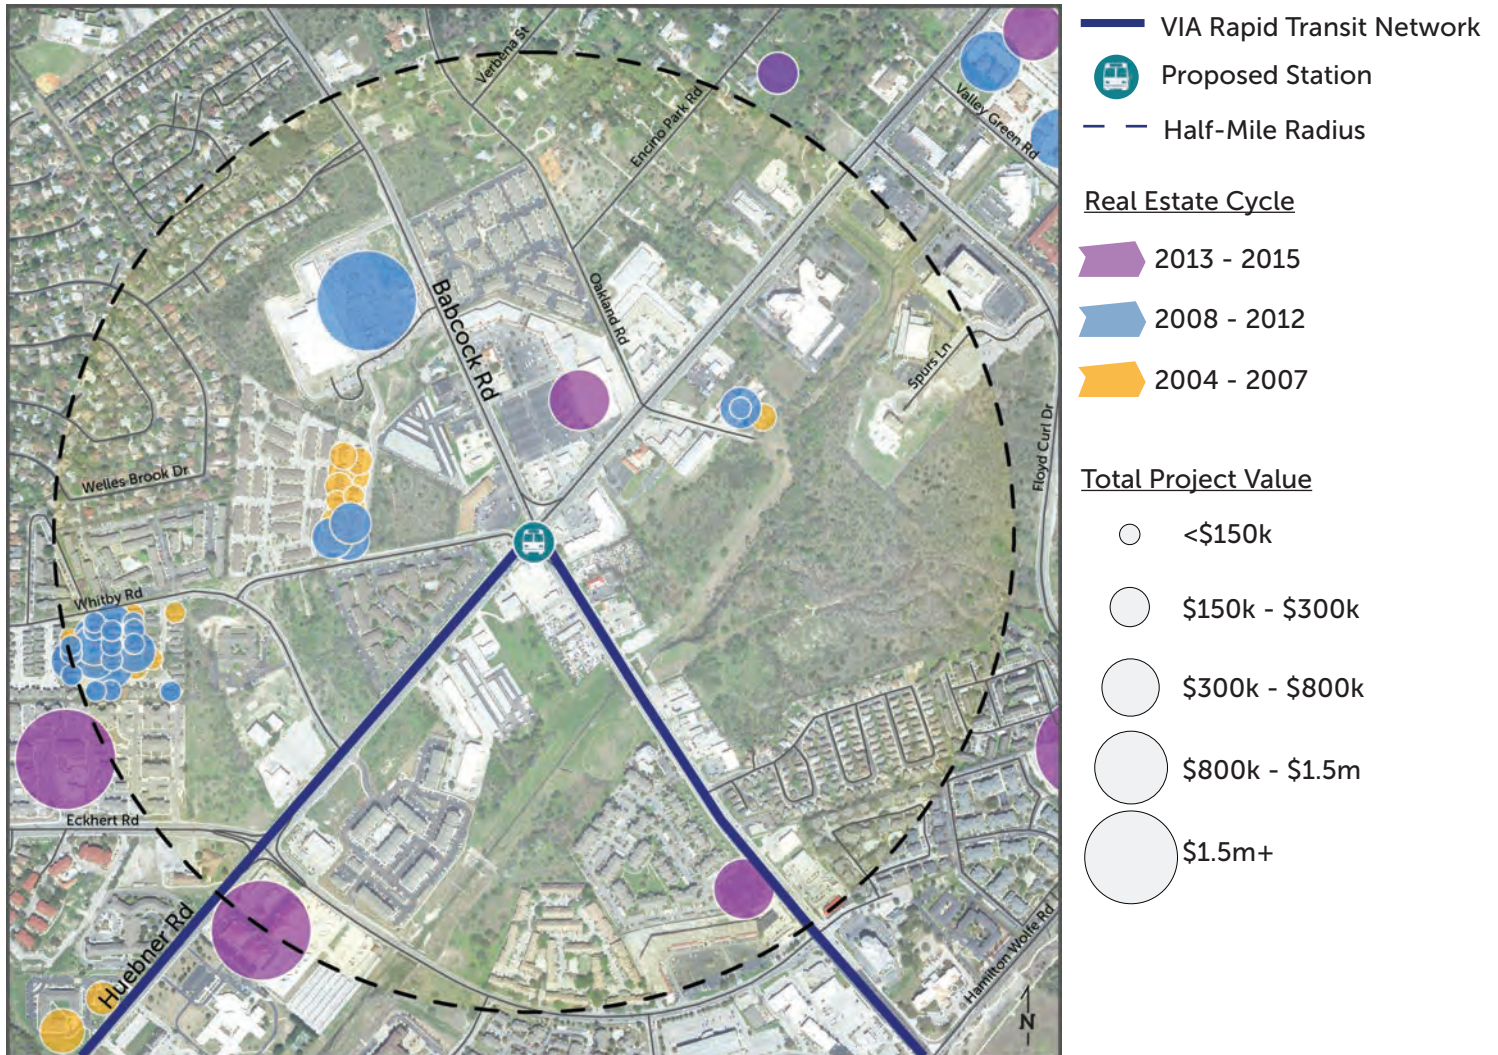 Verbena St
Encino Park Rd
Valley Green Rd
Babcock Rd
Oakland Rd
Spurs Ln
Floyd Curl Dr
Welles Brook Dr
Whitby Rd
Eckhert Rd
Huebner Rd
Hamilton Wolfe Rd
N
VIA Rapid Transit Network
Proposed Station
Half-Mile Radius
Real Estate Cycle
2013 - 2015
2008 - 2012
2004 - 2007
Total Project Value
<$150k
$150k - $300k
$300k - $800k
$800k - $1.5m
$1.5m+